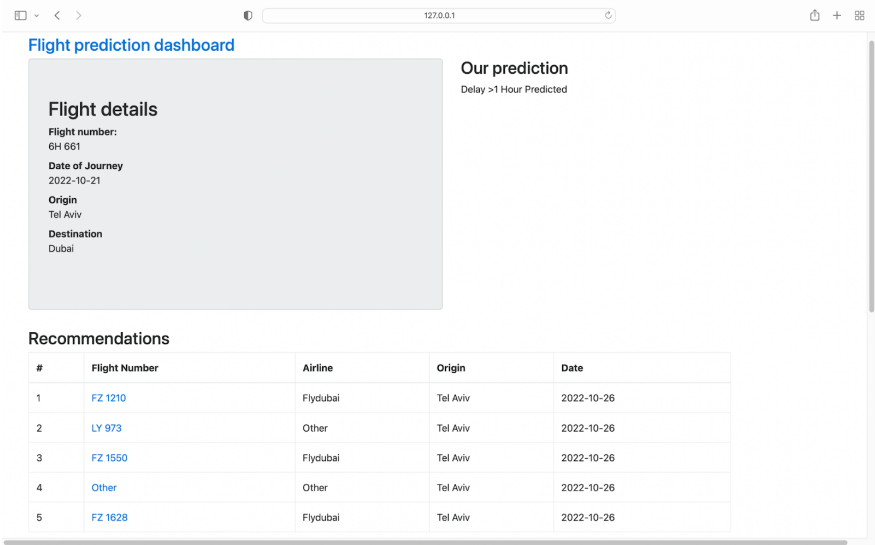 127.0.0.1
Flight prediction dashboard
Flight details
Flight number:
6H 661
Date of Journey
2022-10-21
Origin
Tel Aviv
Destination
Dubai
Our prediction
Delay >1 Hour Predicted
Recommendations
# Flight Number Airline Origin Date
1 FZ 1210 Flydubai Tel Aviv 2022-10-26
2 LY 973 Other Tel Aviv 2022-10-26
3 FZ 1550 Flydubai Tel Aviv 2022-10-26
4 Other Other Tel Aviv 2022-10-26
5 FZ 1628 Flydubai Tel Aviv 2022-10-26